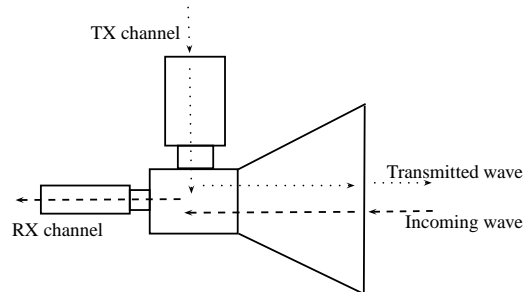 TX channel
Transmitted wave
Incoming wave
RX channel